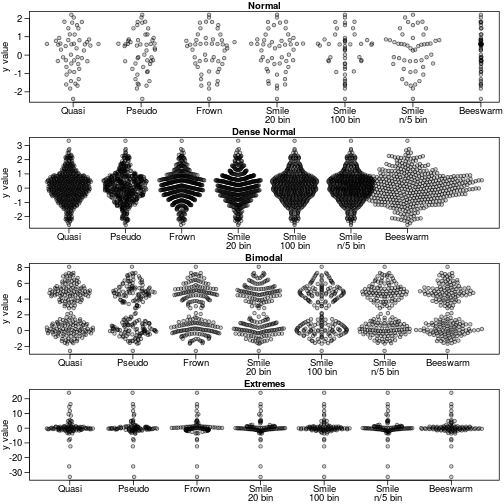 Normal
y value
2
1
0
-1
-2
Quasi Pseudo Frown Smile Smile Smile Beeswarm
20 bin 100 bin n/5 bin
Dense Normal
y value
3
2
1
0
-1
-2
Quasi Pseudo Frown Smile Smile Smile Beeswarm
20 bin 100 bin n/5 bin
Bimodal
y value
8
6
4
2
0
-2
Quasi Pseudo Frown Smile Smile Smile Beeswarm
20 bin 100 bin n/5 bin
Extremes
y value
20
10
0
-10
-20
-30
Quasi Pseudo Frown Smile Smile Smile Beeswarm
20 bin 100 bin n/5 bin